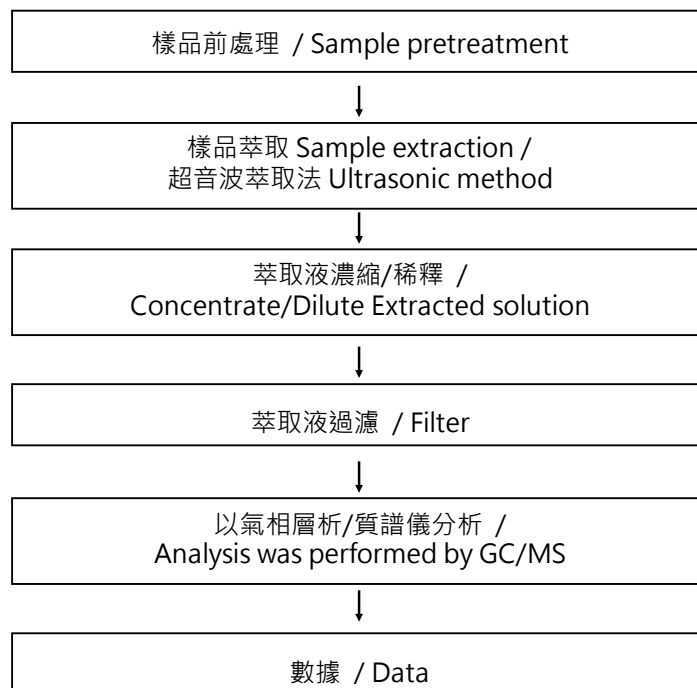 樣品前處理 / Sample pretreatment
樣品萃取 Sample extraction /
超音波萃取法 Ultrasonic method
萃取液濃縮/稀釋 /
Concentrate/Dilute Extracted solution
萃取液過濾 / Filter
以氣相層析/質譜儀分析 /
Analysis was performed by GC/MS
數據 / Data